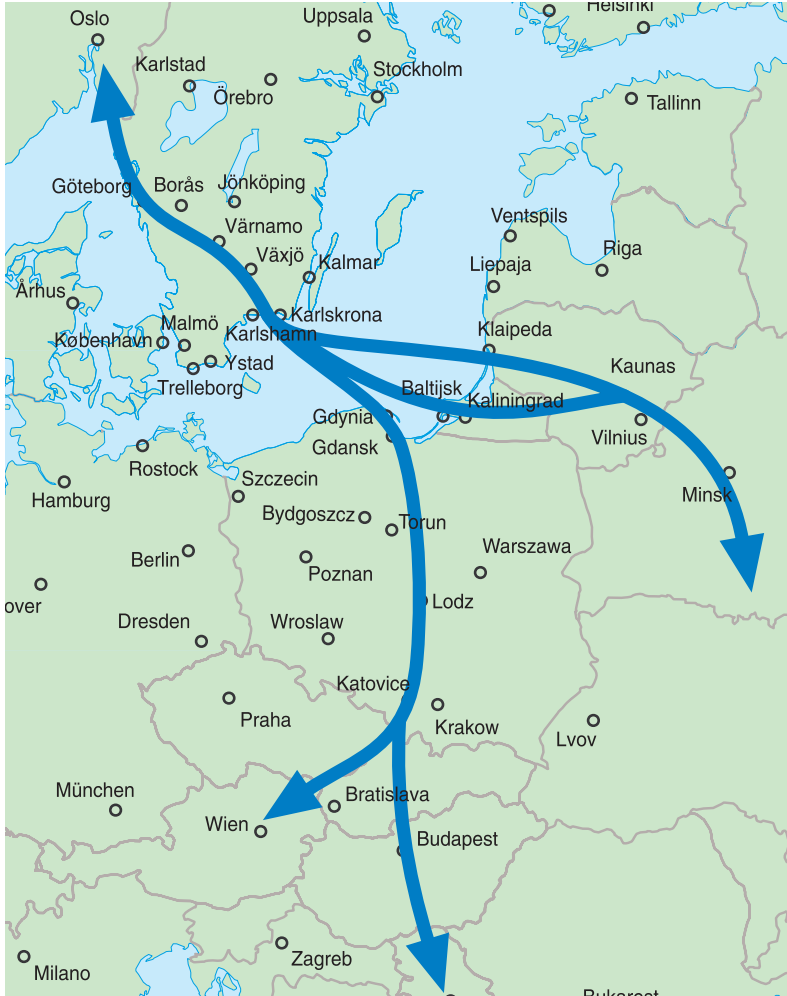 Oslo
Uppsala
Helsinki
Karlstad
Örebro
Stockholm
Tallinn
Göteborg
Borås
Jönköping
Värnamo
Växjö
Kalmar
Ventspils
Riga
Liepaja
Århus
Malmö
København
Karlshamn
Karlskrona
Klaipeda
Ystad
Trelleborg
Kaunas
Baltijsk
Kaliningrad
Gdynia
Gdansk
Vilnius
Rostock
Szczecin
Hamburg
Minsk
Bydgoszcz
Torun
Berlin
Poznan
Warszawa
over
Lodz
Dresden
Wroslaw
Katovice
Praha
Krakow
Lvov
München
Bratislava
Wien
Budapest
Zagreb
Milano
Bukarest